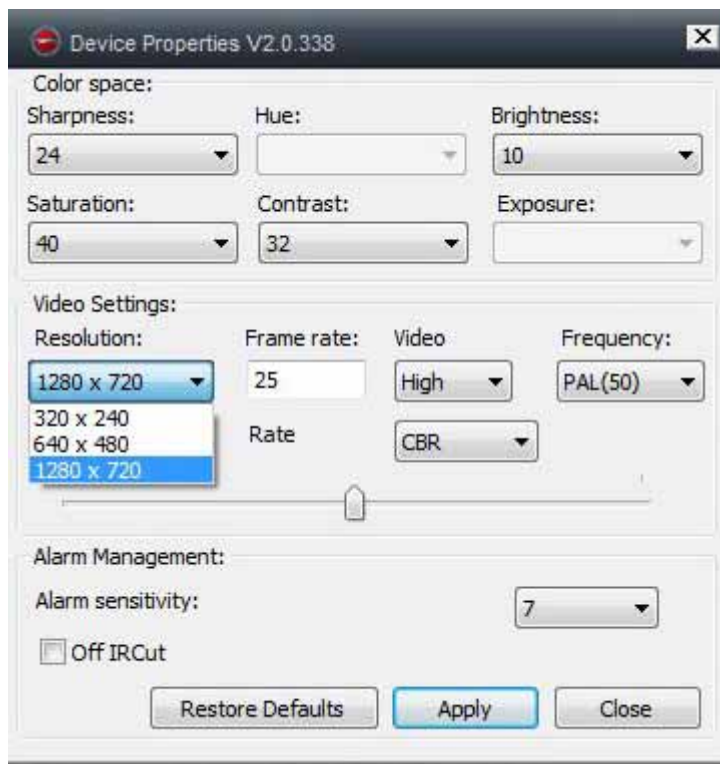 Device Properties V2.0.338
Color space:
Sharpness: Hue: Brightness:
24 10
Saturation: Contrast: Exposure:
40 32
Video Settings:
Resolution: Frame rate: Video Frequency:
1280 x 720 25 High PAL(50)
320 x 240
Rate CBR
640 x 480
1280 x 720
Alarm Management:
Alarm sensitivity: 7
Off IRCut
Restore Defaults Apply Close